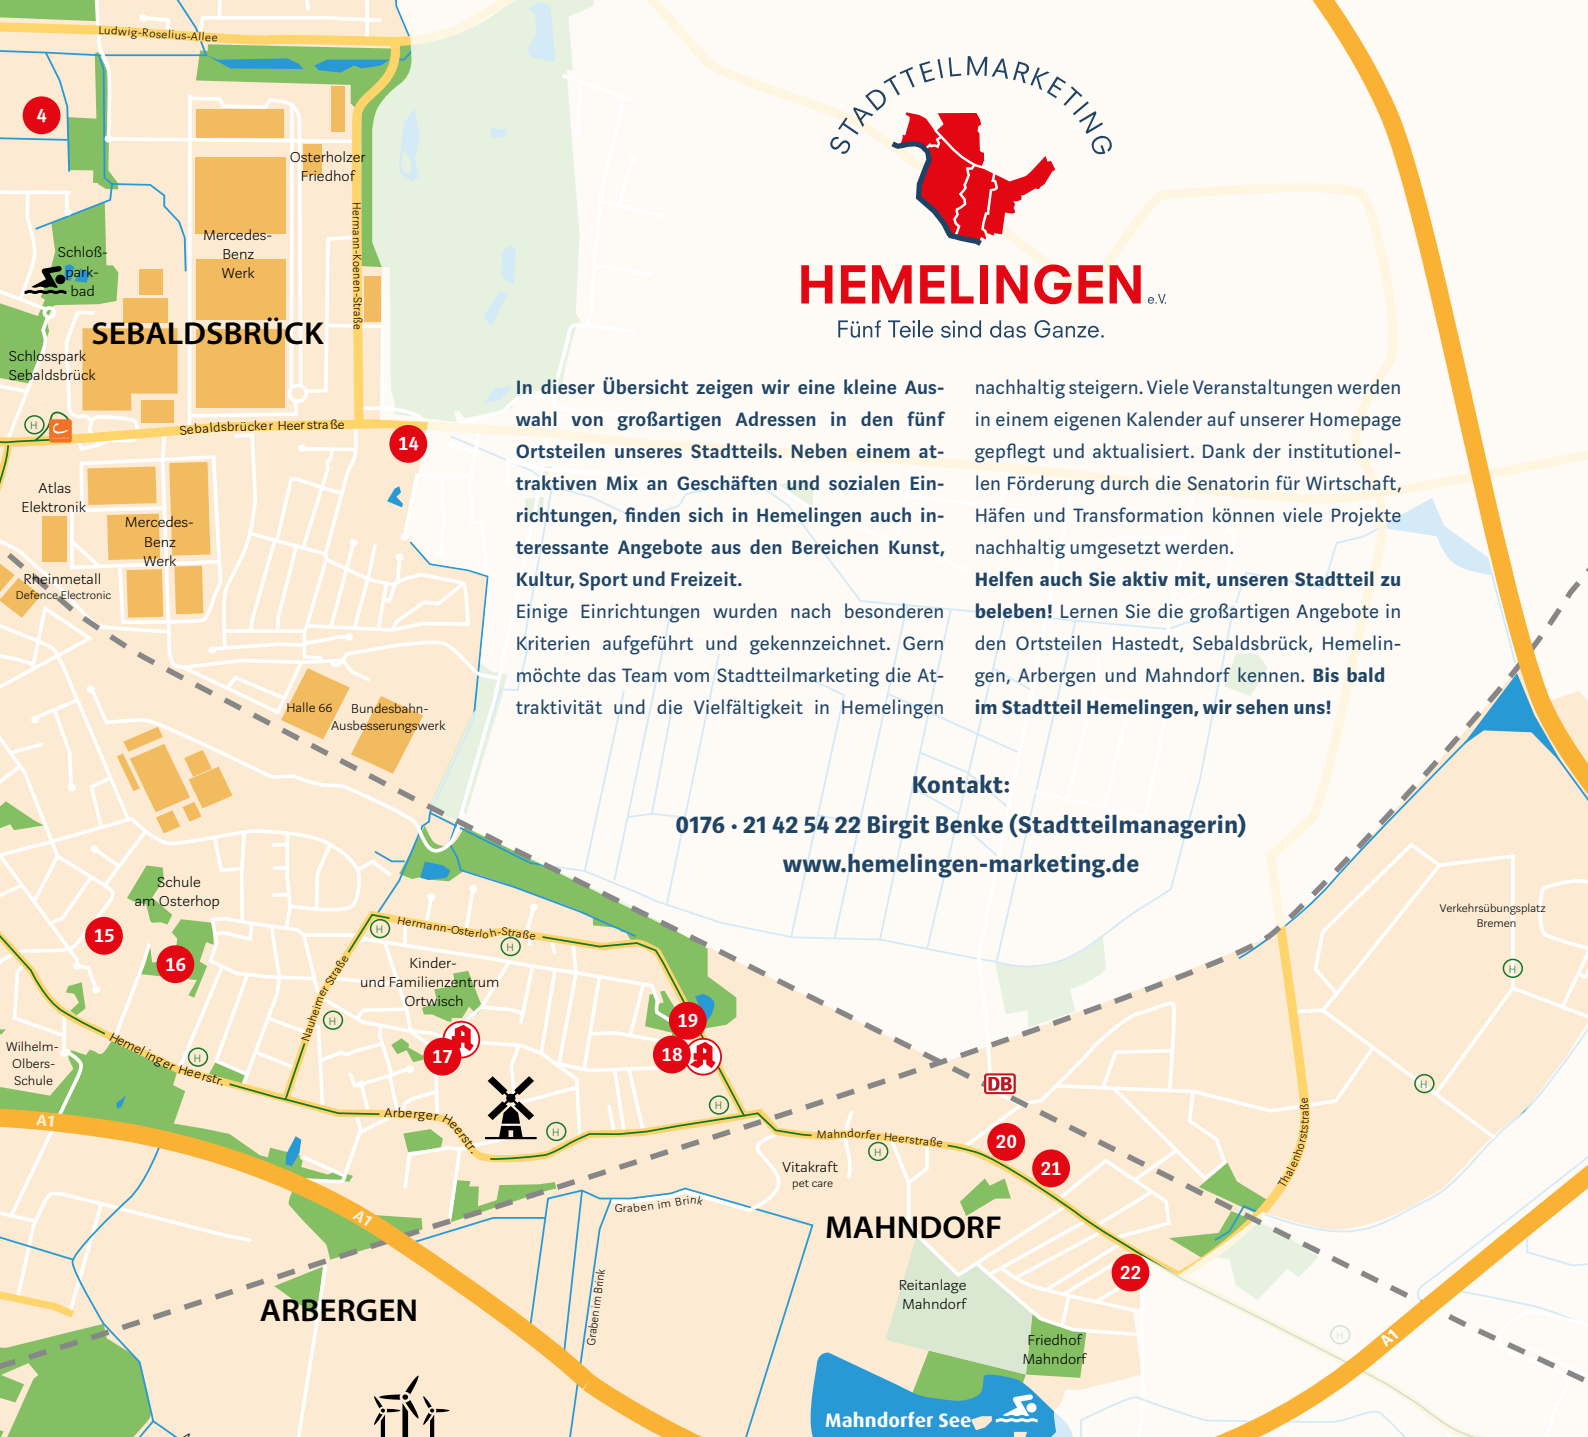 STADTTEILMARKETING
HEMELINGEN e.V.
Fünf Teile sind das Ganze.
In dieser Übersicht zeigen wir eine kleine Aus-
wahl von großartigen Adressen in den fünf
Ortsteilen unseres Stadtteils. Neben einem at-
traktiven Mix an Geschäften und sozialen Ein-
richtungen, finden sich in Hemelingen auch in-
teressante Angebote aus den Bereichen Kunst,
Kultur, Sport und Freizeit.
Einige Einrichtungen wurden nach besonderen
Kriterien aufgeführt und gekennzeichnet. Gern
möchte das Team vom Stadtteilmarketing die At-
traktivität und die Vielfältigkeit in Hemelingen
nachhaltig steigern. Viele Veranstaltungen werden
in einem eigenen Kalender auf unserer Homepage
gepflegt und aktualisiert. Dank der institutionel-
len Förderung durch die Senatorin für Wirtschaft,
Häfen und Transformation können viele Projekte
nachhaltig umgesetzt werden.
Helfen auch Sie aktiv mit, unseren Stadtteil zu
beleben! Lernen Sie die großartigen Angebote in
den Ortsteilen Hastedt, Sebaldsbrück, Hemelin-
gen, Arbergen und Mahndorf kennen. Bis bald
im Stadtteil Hemelingen, wir sehen uns!
Kontakt:
0176 · 21 42 54 22 Birgit Benke (Stadtteilmanagerin)
www.hemelingen-marketing.de
Ludwig-Roselius-Allee
4
Osterholzer
Friedhof
Hermann-Koenen-Straße
Mercedes-
Benz
Werk
Schloß-
park-
bad
SEBALDSBRÜCK
Schlosspark
Sebaldsbrück
H
Sebaldsbrücker Heerstraße
14
Atlas
Elektronik
Mercedes-
Benz
Werk
Rheinmetall
Defence Electronic
Halle 66
Bundesbahn-
Ausbesserungswerk
Schule
am Osterhop
15
16
H
Hermann-Osterloh-Straße
H
Kinder-
und Familienzentrum
Ortwisch
Nauheimer Straße
H
17
A
19
18
A
Wilhelm-
Olbers-
Schule
Hemelinger Heerstr.
H
A1
Arberger Heerstr.
H
H
DB
Mahndorfer Heerstraße
H
20
21
22
Vitakraft
pet care
Graben im Brink
Graben im Brink
MAHNDORF
A1
ARBERGEN
Reitanlage
Mahndorf
Friedhof
Mahndorf
Mahndorfer See
Thalenhorststraße
Verkehrsübungsplatz
Bremen
H
H
H
A1